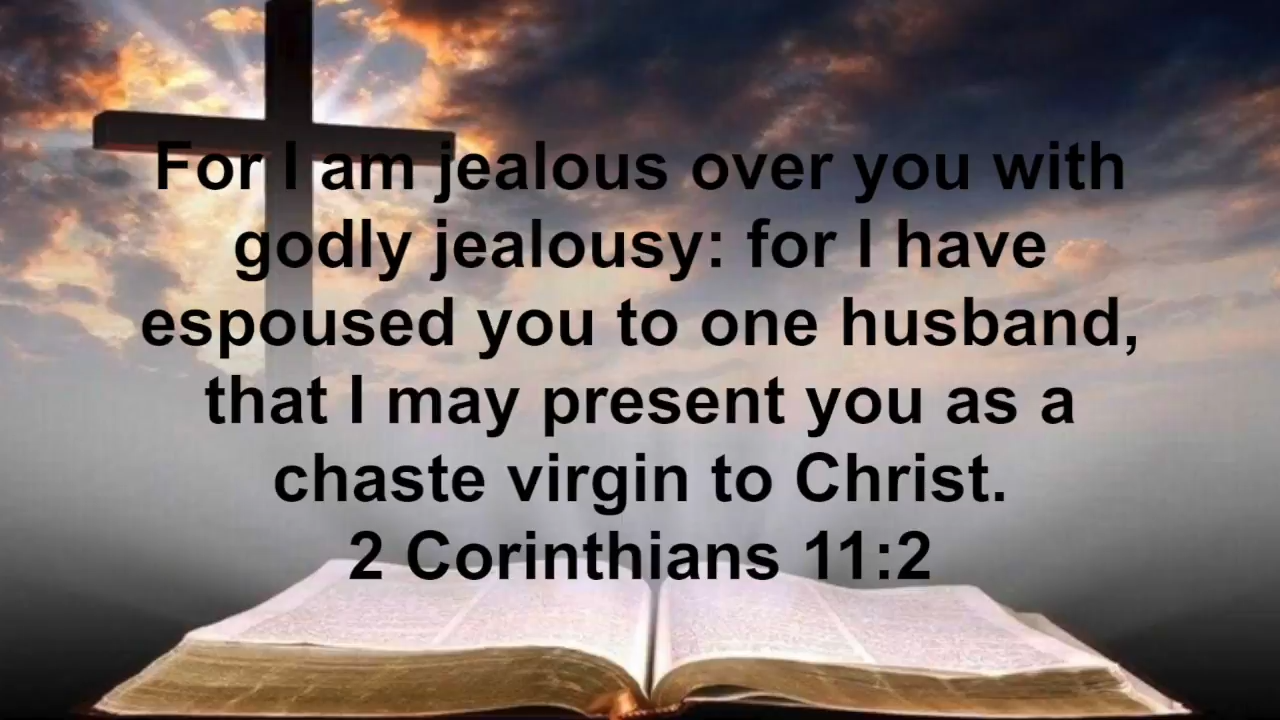 For I am jealous over you with
godly jealousy: for I have
espoused you to one husband,
that I may present you as a
chaste virgin to Christ.
2 Corinthians 11:2